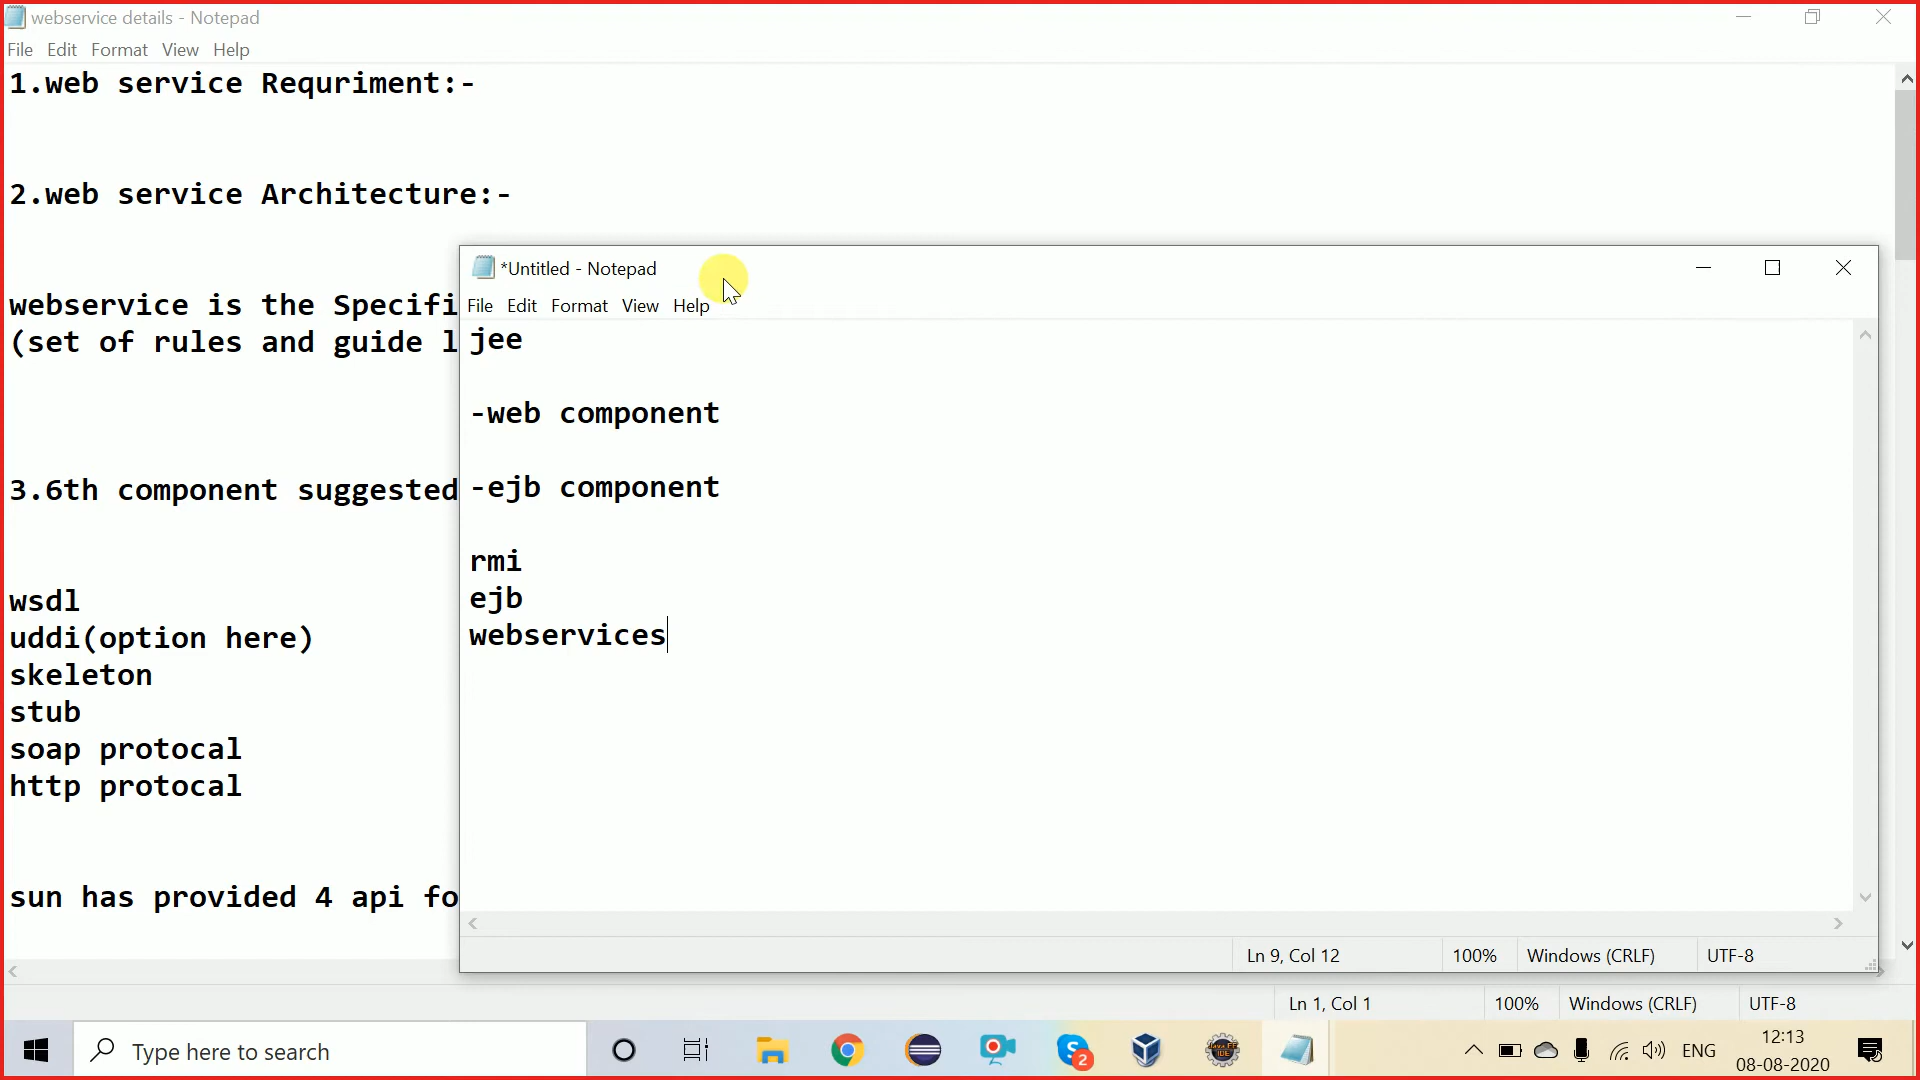 webservice details - Notepad
File Edit Format View Help
1.web service Requriment:-
2.web service Architecture:-
webservice is the Specifi
(set of rules and guide l
3.6th component suggested
wsdl
uddi(option here)
skeleton
stub
soap protocal
http protocal
sun has provided 4 api fo
*Untitled - Notepad
File Edit Format View Help
jee
-web component
-ejb component
rmi
ejb
webservices
Ln 9, Col 12 100% Windows (CRLF) UTF-8
Ln 1, Col 1 100% Windows (CRLF) UTF-8
Type here to search
2
ENG
12:13
08-08-2020